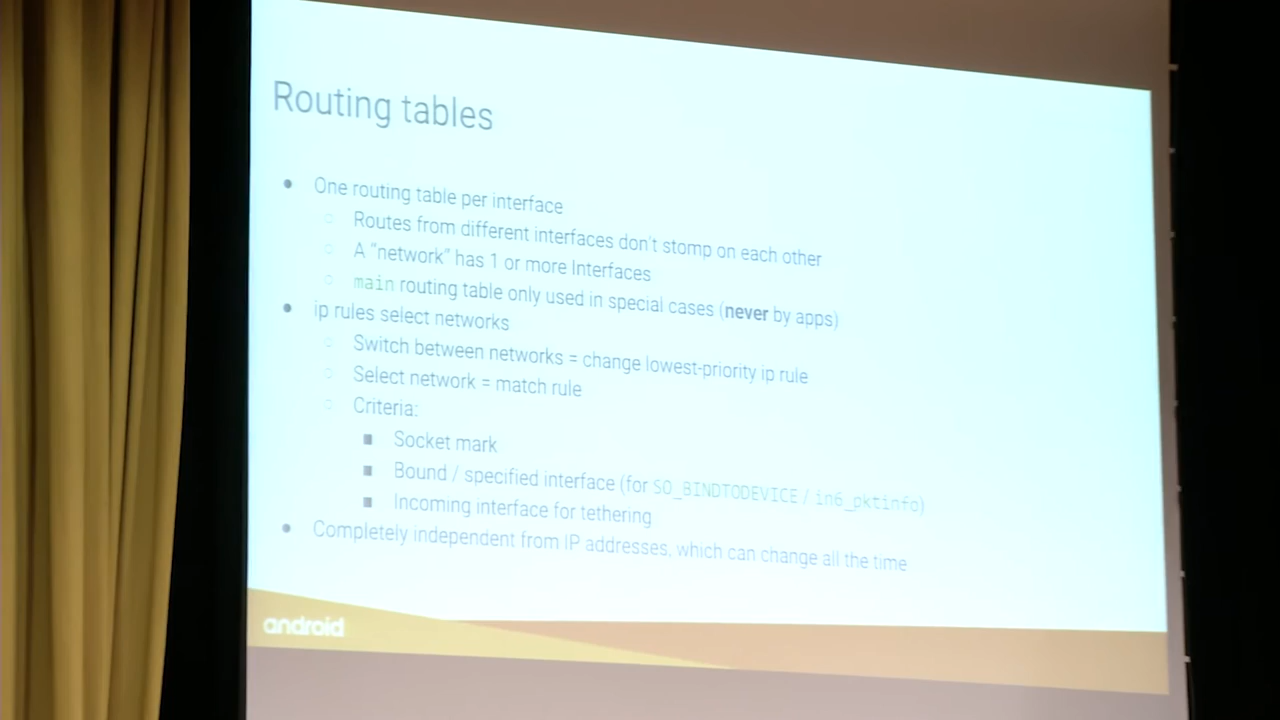 Routing tables
One routing table per interface
Routes from different interfaces don't stomp on each other
A "network" has 1 or more Interfaces
main routing table only used in special cases (never by apps)
ip rules select networks
Switch between networks = change lowest-priority ip rule
Select network = match rule
Criteria:
Socket mark
Bound / specified interface (for SO_BINDTODEVICE / in6_pktinfo)
Incoming interface for tethering
Completely independent from IP addresses, which can change all the time
android